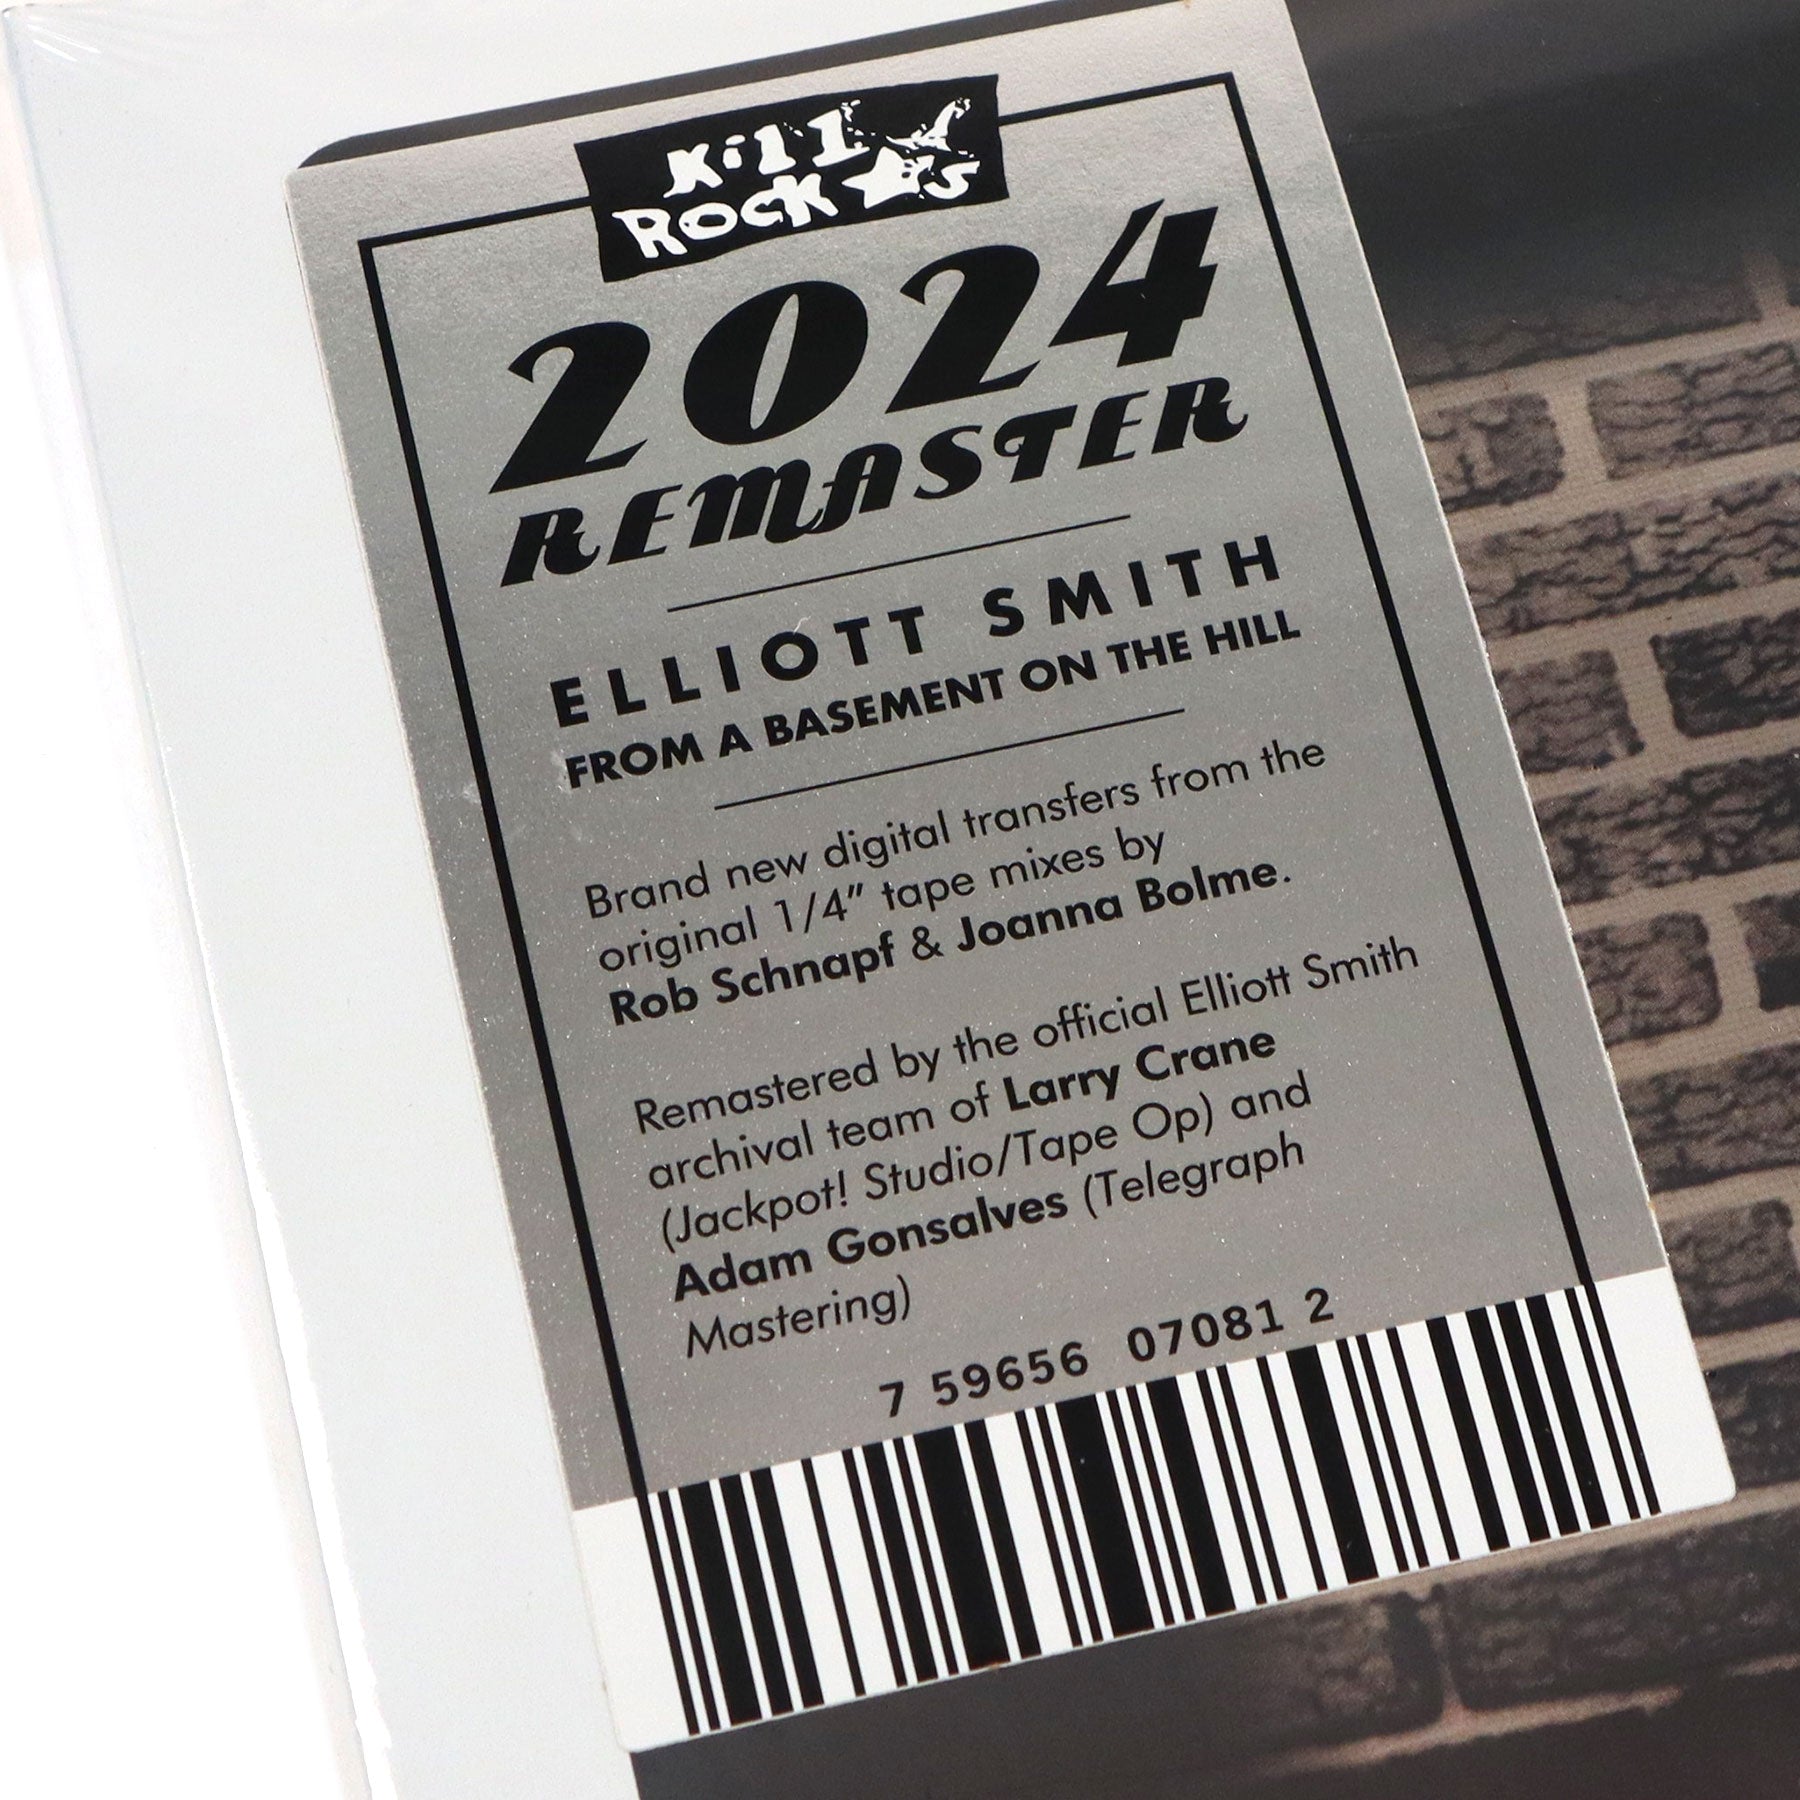 Kill
Rock ★s
2024
REMASTER
ELLIOTT SMITH
FROM A BASEMENT ON THE HILL
Brand new digital transfers from the
original 1/4” tape mixes by
Rob Schnapf & Joanna Bolme.
Remastered by the official Elliott Smith
archival team of Larry Crane
(Jackpot! Studio/Tape Op) and
Adam Gonsalves (Telegraph
Mastering)
7 59656 07081 2